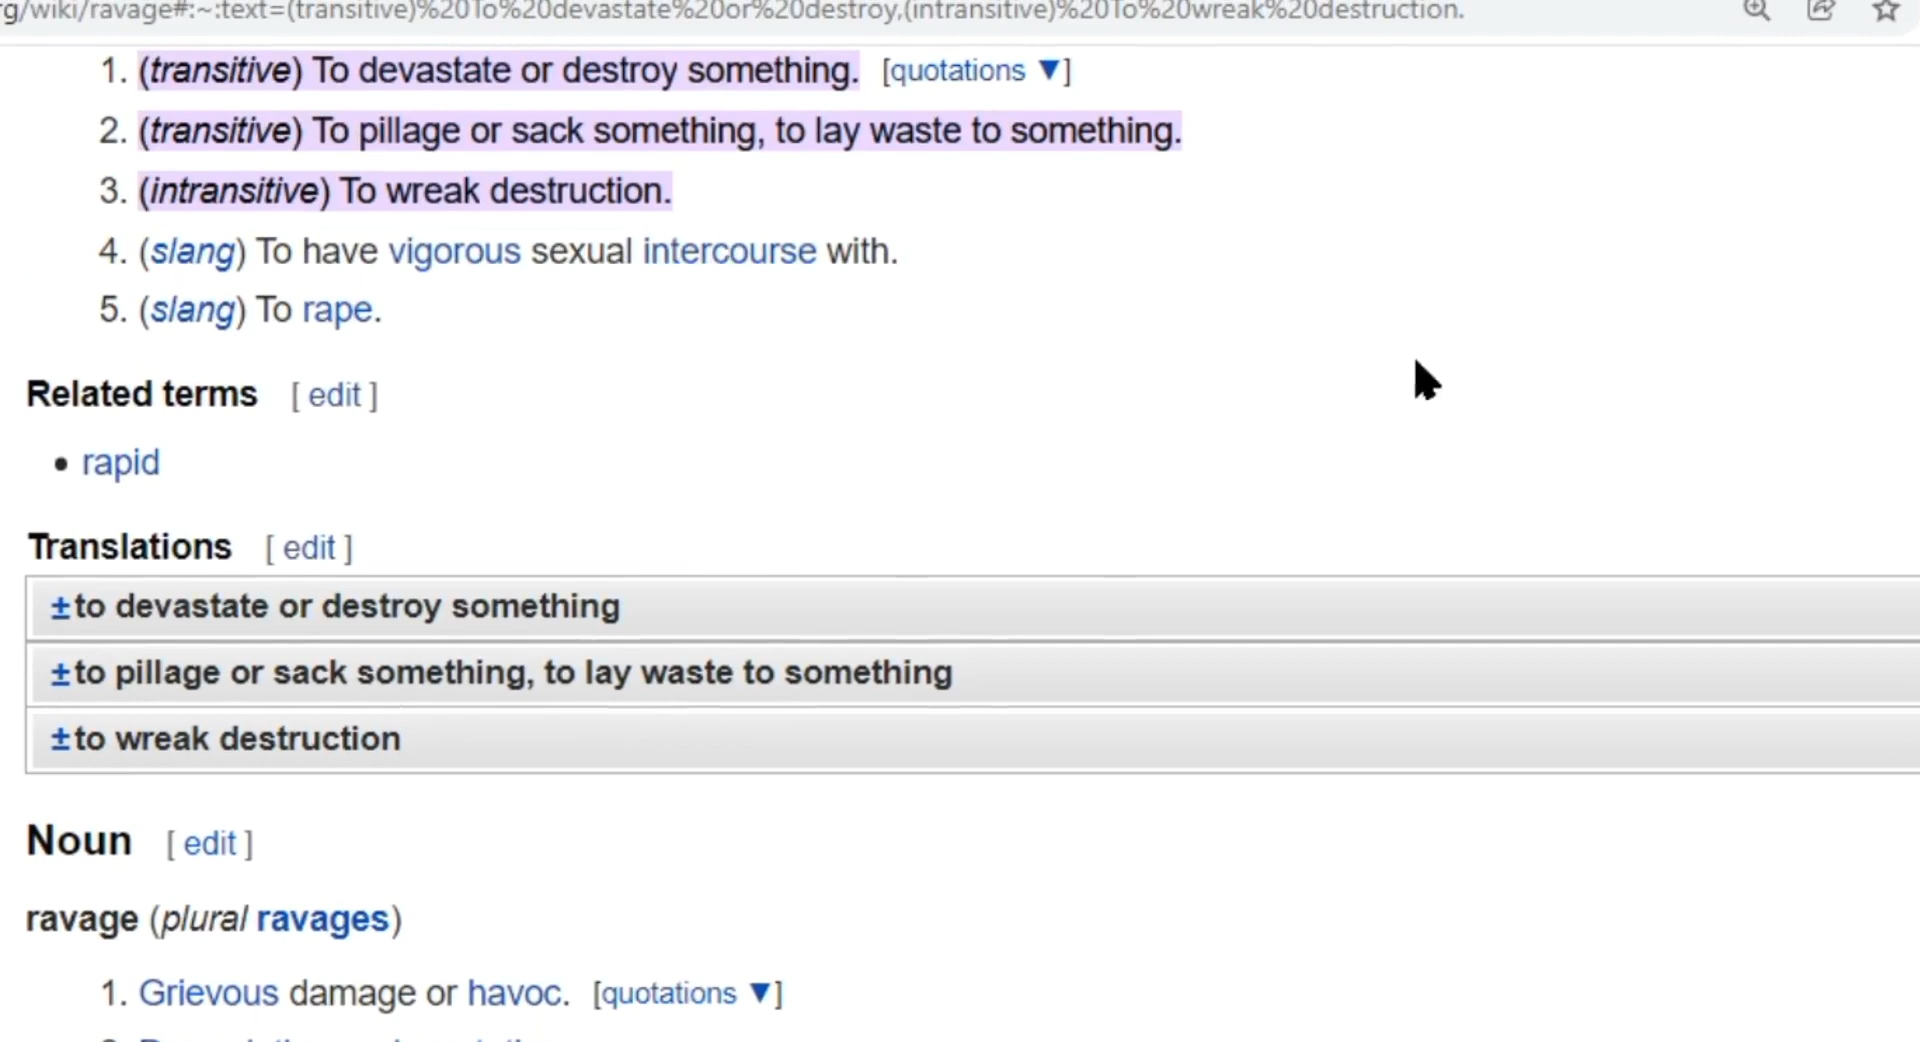 g/wiki/ravage#:~:text=(transitive)%20To%20devastate%20or%20destroy,(intransitive)%20To%20wreak%20destruction.
1. (transitive) To devastate or destroy something. [quotations ▼]
2. (transitive) To pillage or sack something, to lay waste to something.
3. (intransitive) To wreak destruction.
4. (slang) To have vigorous sexual intercourse with.
5. (slang) To rape.
Related terms [ edit ]
• rapid
Translations [ edit ]
±to devastate or destroy something
±to pillage or sack something, to lay waste to something
±to wreak destruction
Noun [ edit ]
ravage (plural ravages)
1. Grievous damage or havoc. [quotations ▼]